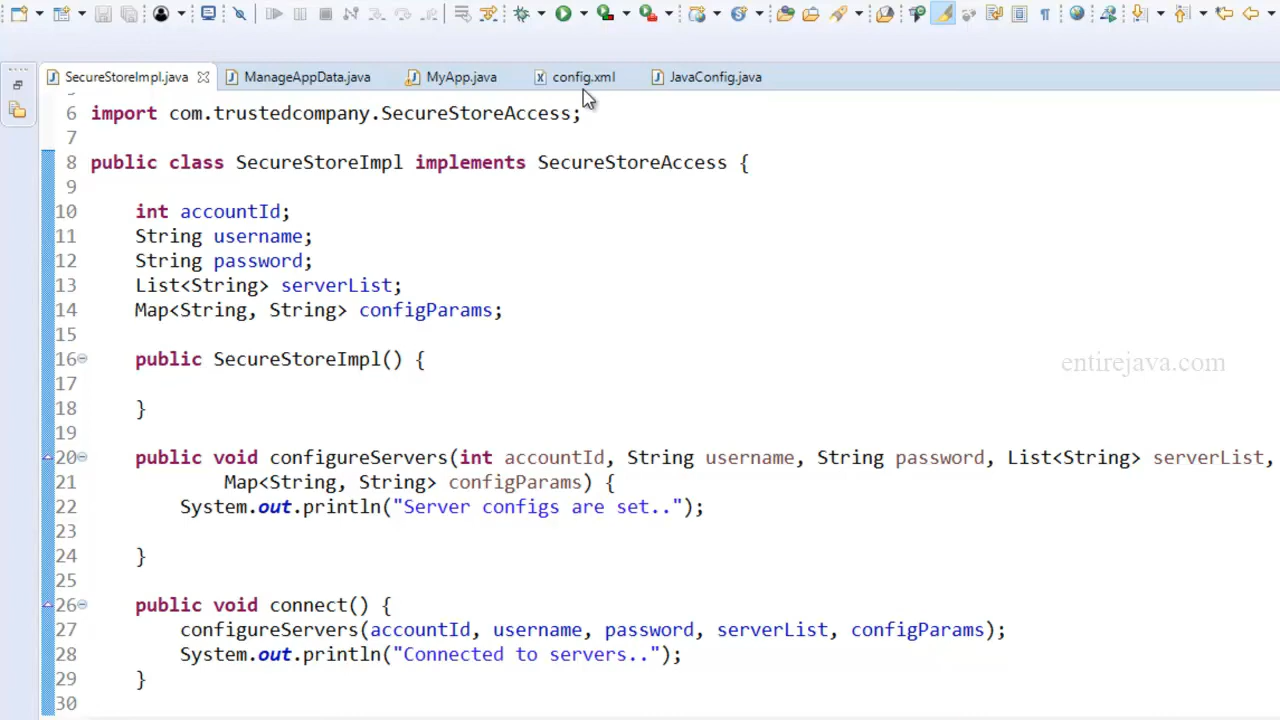 SecureStoreImpl.java ManageAppData.java MyApp.java config.xml JavaConfig.java
6 import com.trustedcompany.SecureStoreAccess;
7
8 public class SecureStoreImpl implements SecureStoreAccess {
9
10 int accountId;
11 String username;
12 String password;
13 List<String> serverList;
14 Map<String, String> configParams;
15
16 public SecureStoreImpl() {
entirejava.com
17
18 }
19
20 public void configureServers(int accountId, String username, String password, List<String> serverList,
21 Map<String, String> configParams) {
22 System.out.println("Server configs are set..");
23
24 }
25
26 public void connect() {
27 configureServers(accountId, username, password, serverList, configParams);
28 System.out.println("Connected to servers..");
29 }
30